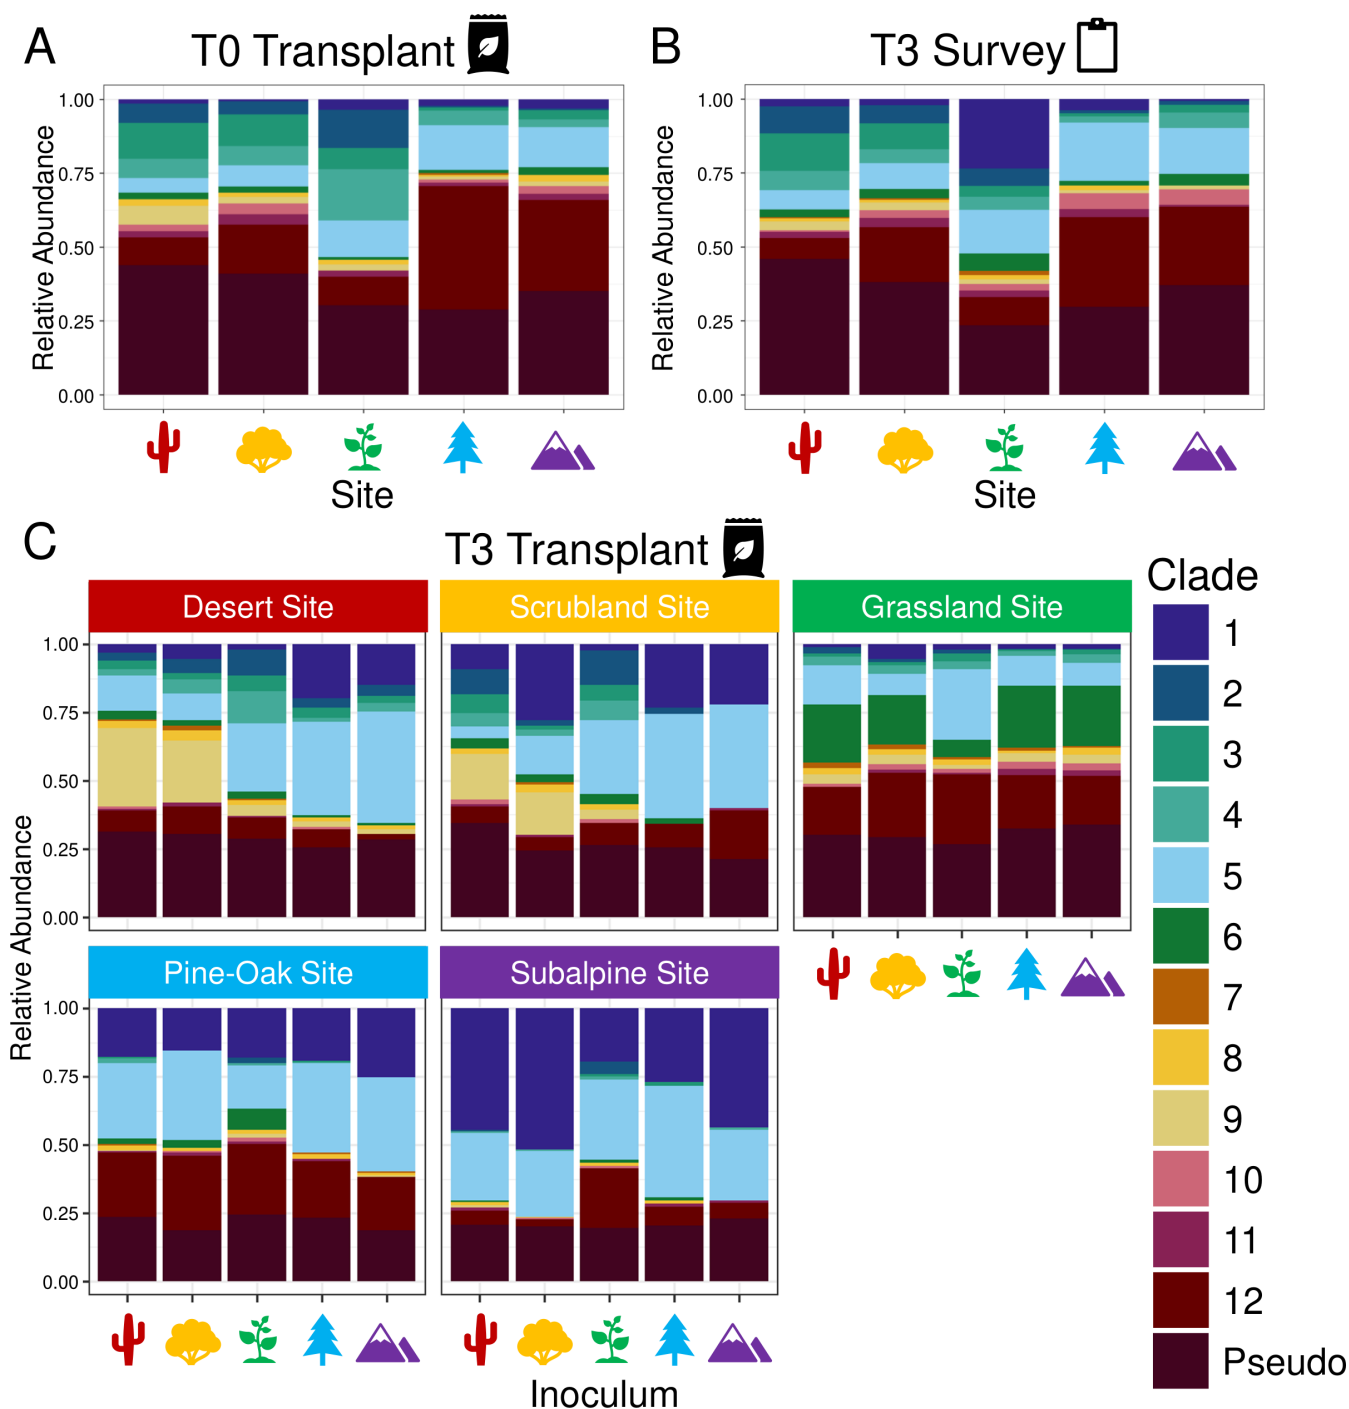 A
T0 Transplant
B
T3 Survey
Relative Abundance
1.00
0.75
0.50
0.25
0.00
Site
Relative Abundance
1.00
0.75
0.50
0.25
0.00
Site
C
T3 Transplant
Relative Abundance
Desert Site
Scrubland Site
Grassland Site
1.00
0.75
0.50
0.25
0.00
Pine-Oak Site
Subalpine Site
1.00
0.75
0.50
0.25
0.00
Inoculum
Clade
1
2
3
4
5
6
7
8
9
10
11
12
Pseudo